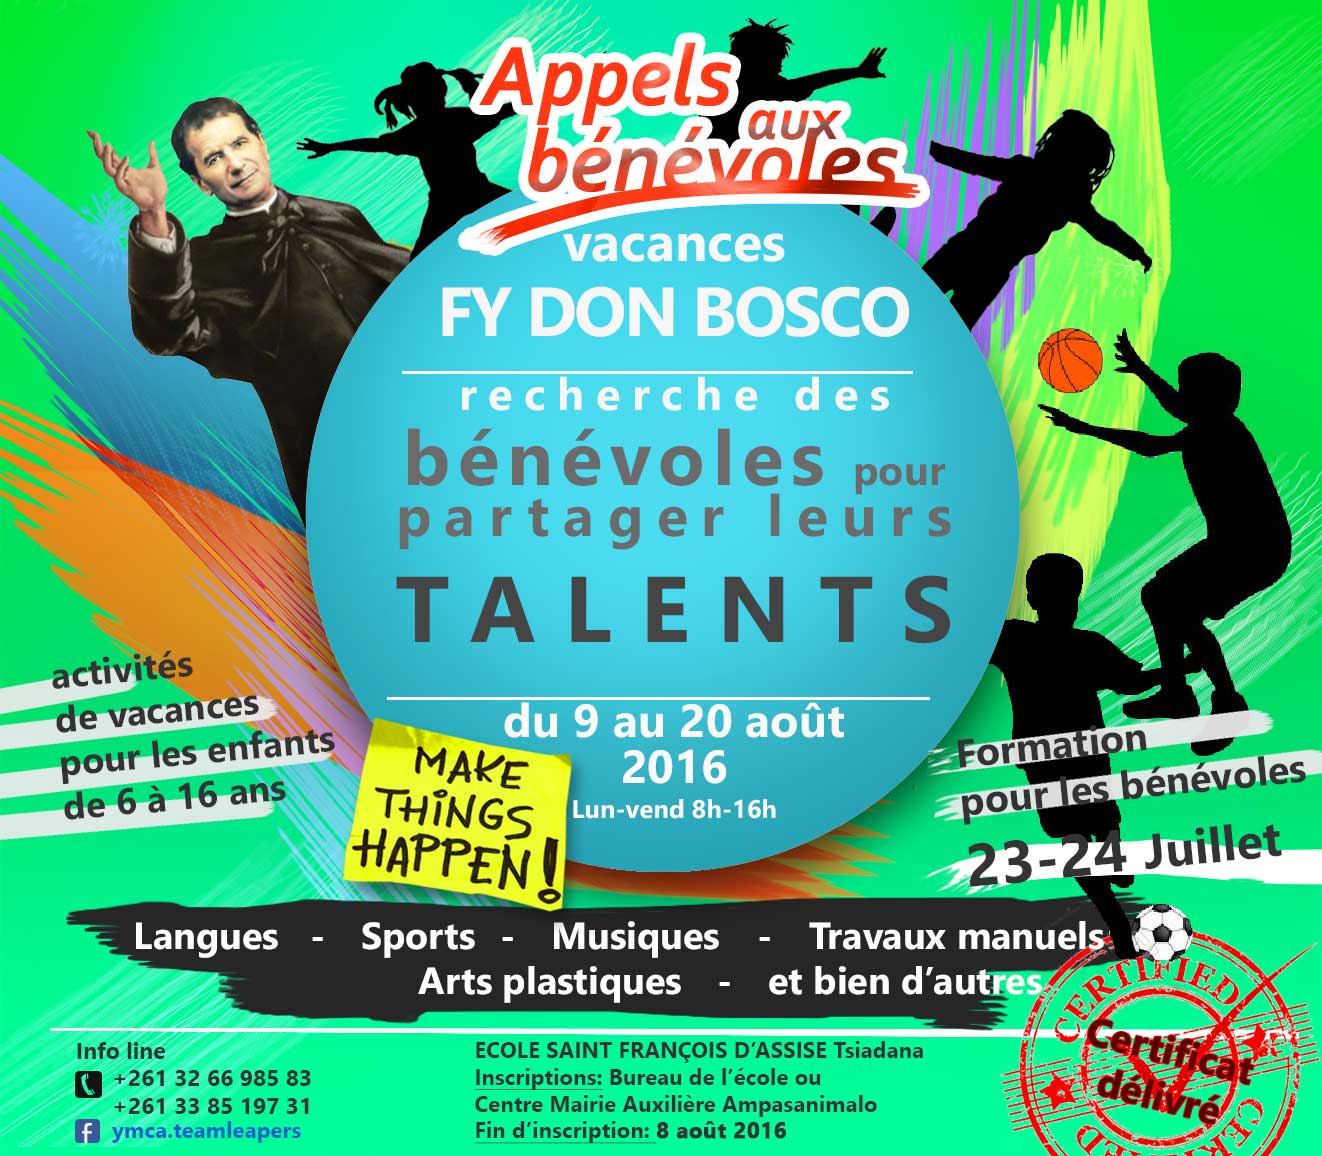 Appels
aux
bénévoles
vacances
FY DON BOSCO
recherche des
bénévoles pour
partager leurs
TALENTS
du 9 au 20 août
2016
Lun-vend 8h-16h
activités
de vacances
pour les enfants
de 6 à 16 ans
MAKE
THINGS
HAPPEN!
Formation
pour les bénévoles
23-24 Juillet
Langues - Sports - Musiques - Travaux manuels
Arts plastiques - et bien d'autres
Info line
+261 32 66 985 83
+261 33 85 197 31
ymca.teamleapers
ECOLE SAINT FRANÇOIS D'ASSISE Tsiadana
Inscriptions: Bureau de l'école ou
Centre Mairie Auxilière Ampasanimalo
Fin d'inscription: 8 août 2016
CERTIFIED
Certificat
délivré
CERTIFIED